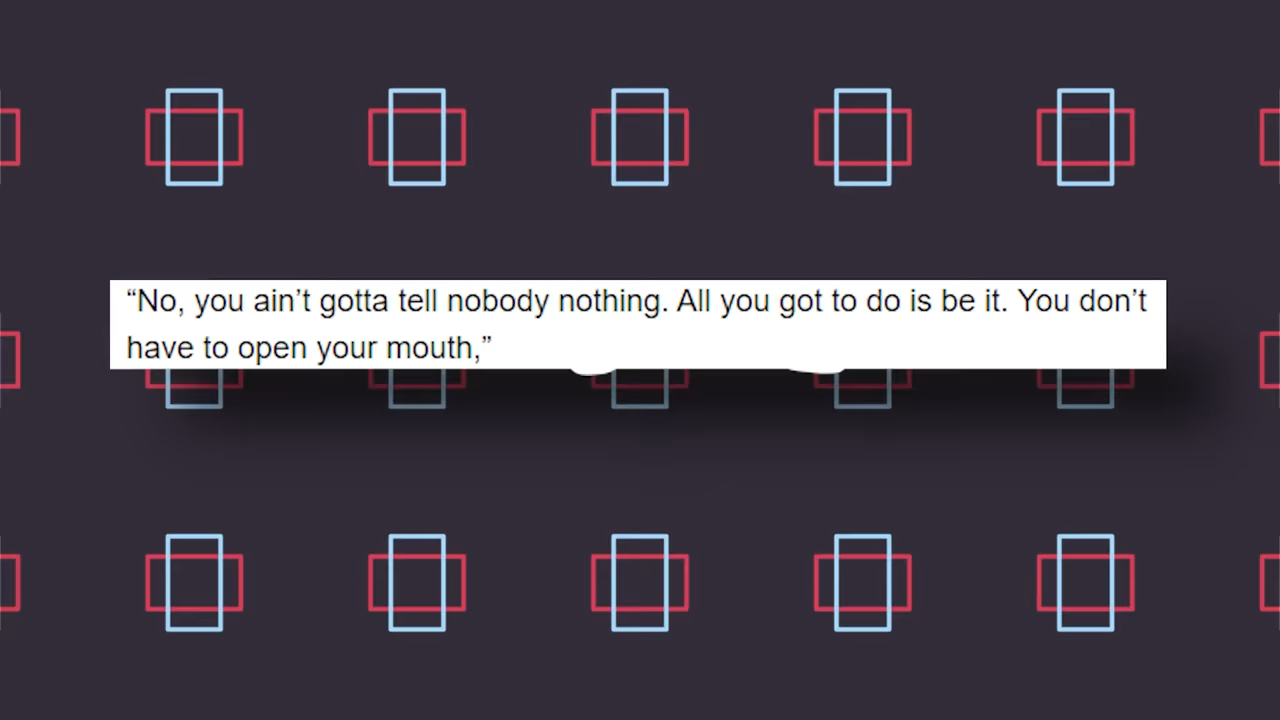 “No, you ain’t gotta tell nobody nothing. All you got to do is be it. You don’t
have to open your mouth,”